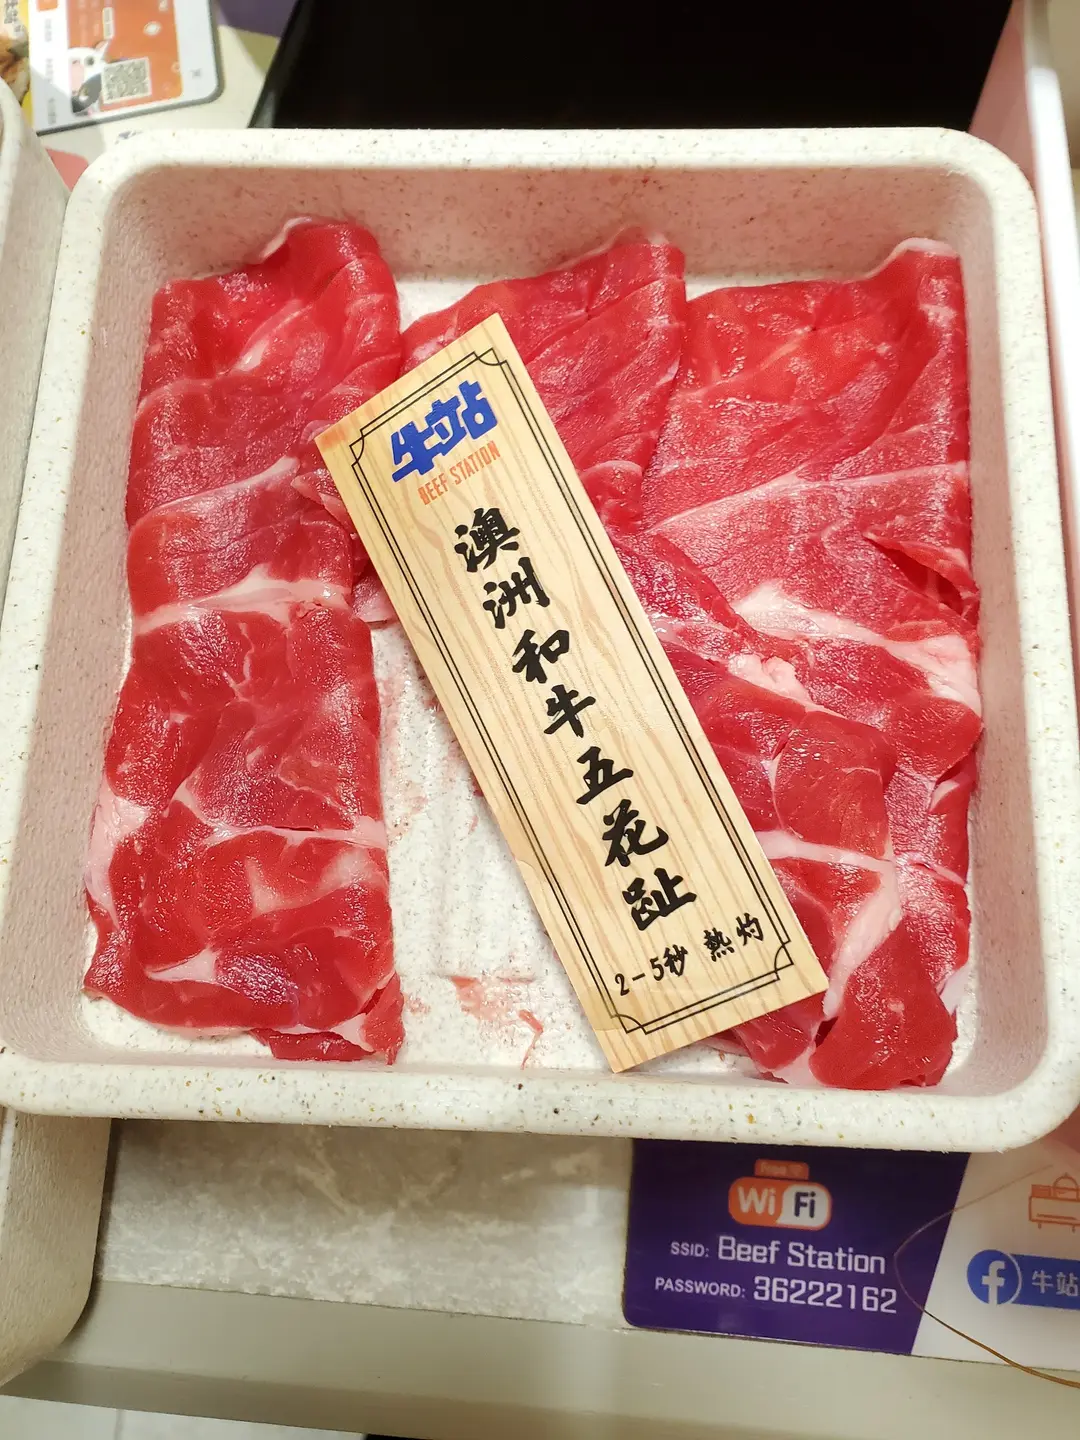 牛站
BEEF STATION
澳洲和牛五花趾
2-5秒 熱灼
Free
Wi Fi
SSID: Beef Station
PASSWORD: 36222162
牛站